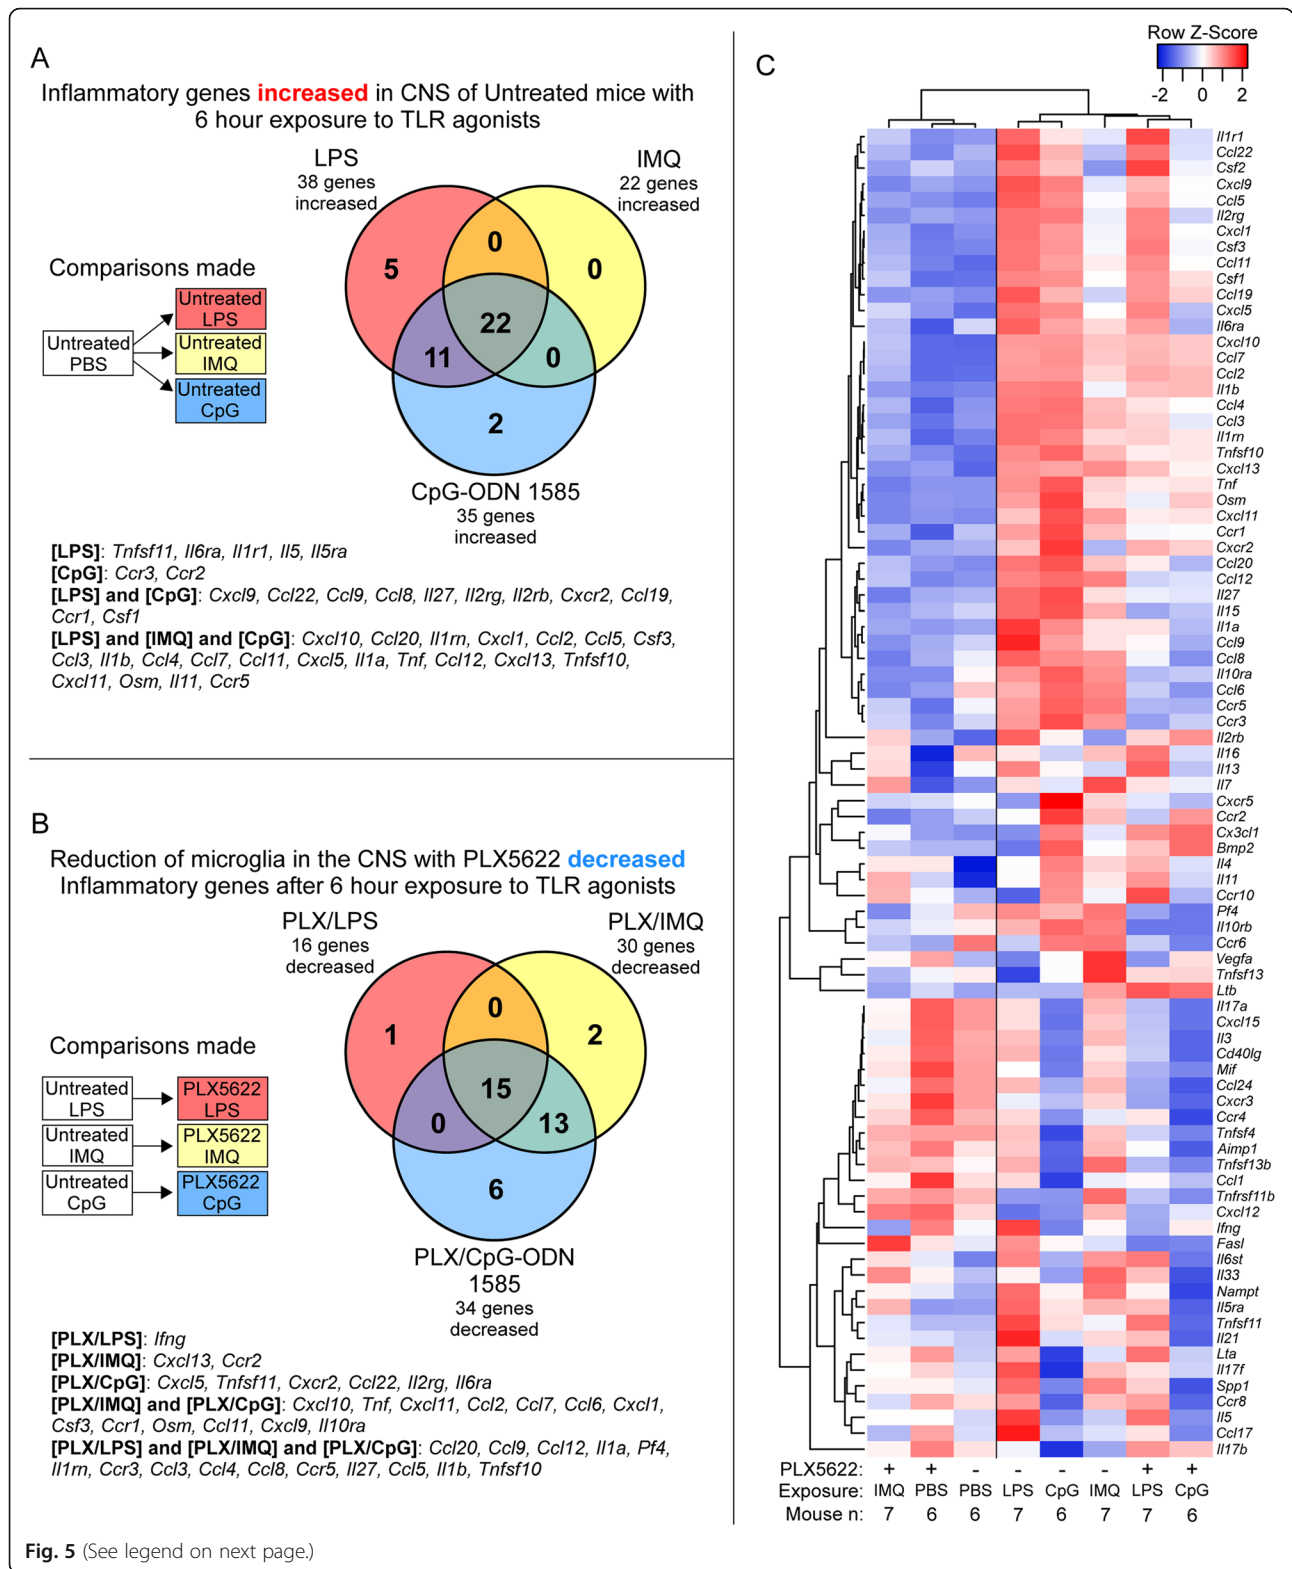 A
Inflammatory genes increased in CNS of Untreated mice with
6 hour exposure to TLR agonists
LPS
38 genes
increased
IMQ
22 genes
increased
5
0
0
22
11
0
2
CpG-ODN 1585
35 genes
increased
Comparisons made
Untreated
PBS
Untreated
LPS
Untreated
IMQ
Untreated
CpG
[LPS]: Tnfsf11, Il6ra, Il1r1, Il5, Il5ra
[CpG]: Ccr3, Ccr2
[LPS] and [CpG]: Cxcl9, Ccl22, Ccl9, Ccl8, Il27, Il2rg, Il2rb, Cxcr2, Ccl19,
Ccr1, Csf1
[LPS] and [IMQ] and [CpG]: Cxcl10, Ccl20, Il1rn, Cxcl1, Ccl2, Ccl5, Csf3,
Ccl3, Il1b, Ccl4, Ccl7, Ccl11, Cxcl5, Il1a, Tnf, Ccl12, Cxcl13, Tnfsf10,
Cxcl11, Osm, Il11, Ccr5
B
Reduction of microglia in the CNS with PLX5622 decreased
Inflammatory genes after 6 hour exposure to TLR agonists
PLX/LPS
16 genes
decreased
PLX/IMQ
30 genes
decreased
1
0
2
15
0
13
6
PLX/CpG-ODN
1585
34 genes
decreased
Comparisons made
Untreated
LPS
PLX5622
LPS
Untreated
IMQ
PLX5622
IMQ
Untreated
CpG
PLX5622
CpG
[PLX/LPS]: Ifng
[PLX/IMQ]: Cxcl13, Ccr2
[PLX/CpG]: Cxcl5, Tnfsf11, Cxcr2, Ccl22, Il2rg, Il6ra
[PLX/IMQ] and [PLX/CpG]: Cxcl10, Tnf, Cxcl11, Ccl2, Ccl7, Ccl6, Cxcl1,
Csf3, Ccr1, Osm, Ccl11, Cxcl9, Il10ra
[PLX/LPS] and [PLX/IMQ] and [PLX/CpG]: Ccl20, Ccl9, Ccl12, Il1a, Pf4,
Il1rn, Ccr3, Ccl3, Ccl4, Ccl8, Ccr5, Il27, Ccl5, Il1b, Tnfsf10
C
Row Z-Score
-2 0 2
Il1r1
Ccl22
Csf2
Cxcl9
Ccl5
Il2rg
Cxcl1
Csf3
Ccl11
Csf1
Ccl19
Cxcl5
Il6ra
Cxcl10
Ccl7
Ccl2
Il1b
Ccl4
Ccl3
Il1rn
Tnfsf10
Cxcl13
Tnf
Osm
Cxcl11
Ccr1
Cxcr2
Ccl20
Ccl12
Il27
Il15
Il1a
Ccl9
Ccl8
Il10ra
Ccl6
Ccr5
Ccr3
Il2rb
Il16
Il13
Il7
Cxcr5
Ccr2
Cx3cl1
Bmp2
Il4
Il11
Ccr10
Pf4
Il10rb
Ccr6
Vegfa
Tnfsf13
Ltb
Il17a
Cxcl15
Il3
Cd40lg
Mif
Ccl24
Cxcr3
Ccr4
Tnfsf4
Aimp1
Tnfsf13b
Ccl1
Tnfrsf11b
Cxcl12
Ifng
Fasl
Il6st
Il33
Nampt
Il5ra
Tnfsf11
Il21
Lta
Il17f
Spp1
Ccr8
Il5
Ccl17
Il17b
PLX5622: + + - - - - + +
Exposure: IMQ PBS PBS LPS CpG IMQ LPS CpG
Mouse n: 7 6 6 7 6 7 7 6
Fig. 5 (See legend on next page.)